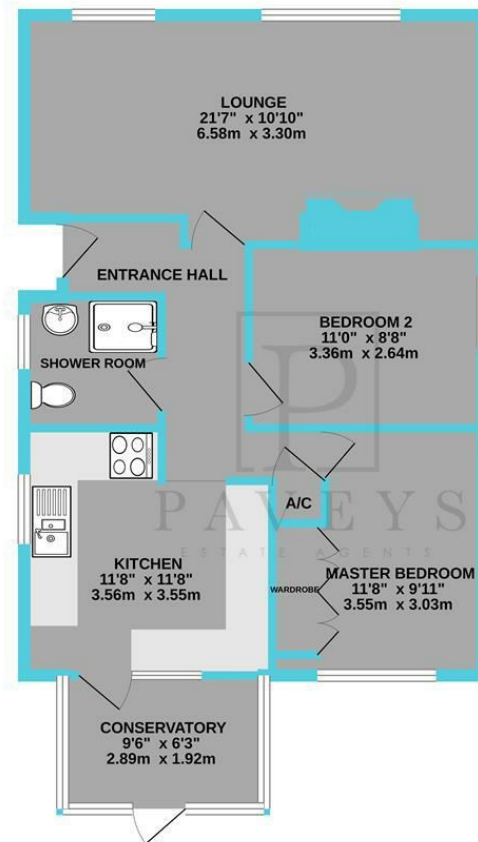 LOUNGE
21'7" x 10'10"
6.58m x 3.30m
ENTRANCE HALL
BEDROOM 2
11'0" x 8'8"
3.36m x 2.64m
SHOWER ROOM
A/C
PAVEYS
ESTATE AGENTS
KITCHEN
11'8" x 11'8"
3.56m x 3.55m
WARDROBE
MASTER BEDROOM
11'8" x 9'11"
3.55m x 3.03m
CONSERVATORY
9'6" x 6'3"
2.89m x 1.92m